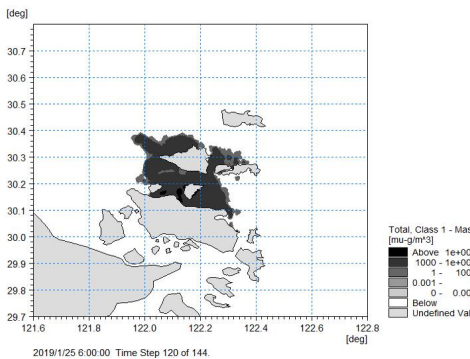 [deg]
30.7
30.6
30.5
30.4
30.3
30.2
30.1
30.0
29.9
29.8
29.7
121.6 121.8 122.0 122.2 122.4 122.6 122.8
[deg]
2019/1/25 6:00:00 Time Step 120 of 144.
Total, Class 1 - Mas
[mu-g/m^3]
Above 1e+00
1000 - 1e+00
1 - 100
0.001 -
0 - 0.00
Below
Undefined Val